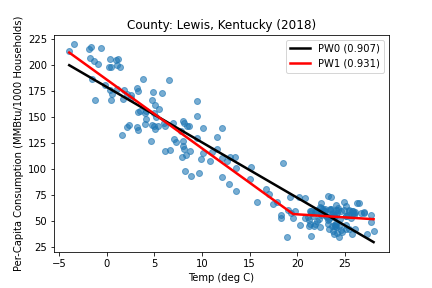 County: Lewis, Kentucky (2018)
Per-Capita Consumption (MMBtu/1000 Households)
225
200
175
150
125
100
75
50
25
PW0 (0.907)
PW1 (0.931)
−5 0 5 10 15 20 25
Temp (deg C)